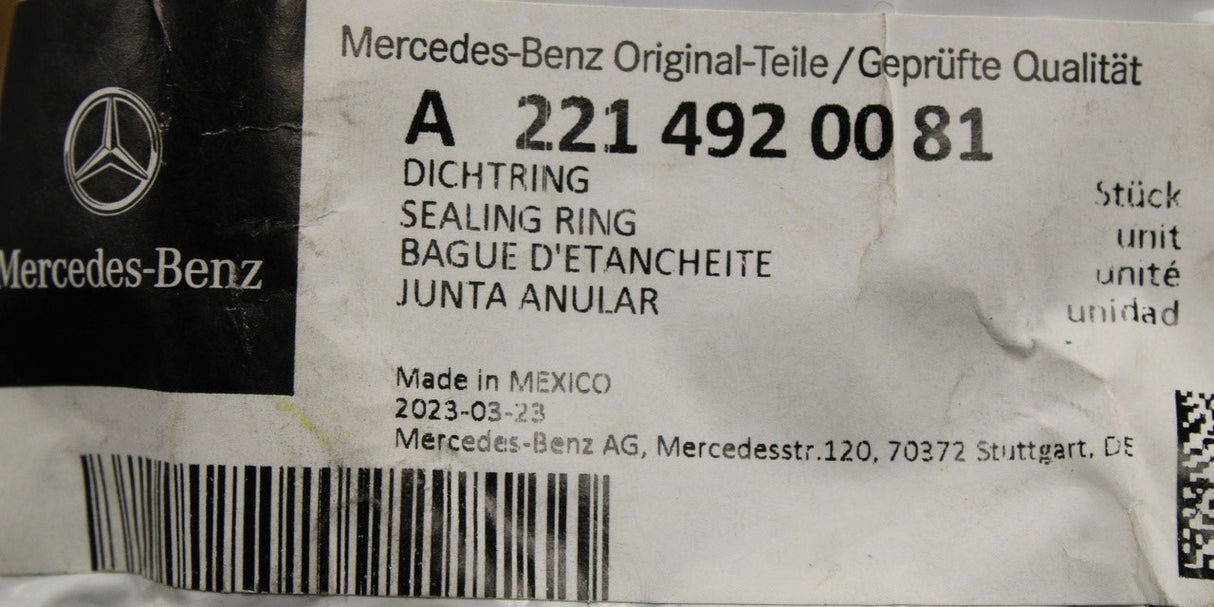 Mercedes-Benz Original-Teile/Geprüfte Qualität
A 221 492 00 81
DICHTRING
SEALING RING
BAGUE D'ETANCHEITE
JUNTA ANULAR
Stück
unit
unité
unidad
Mercedes-Benz
Made in MEXICO
2023-03-23
Mercedes-Benz AG, Mercedesstr.120, 70372 Stuttgart, DE